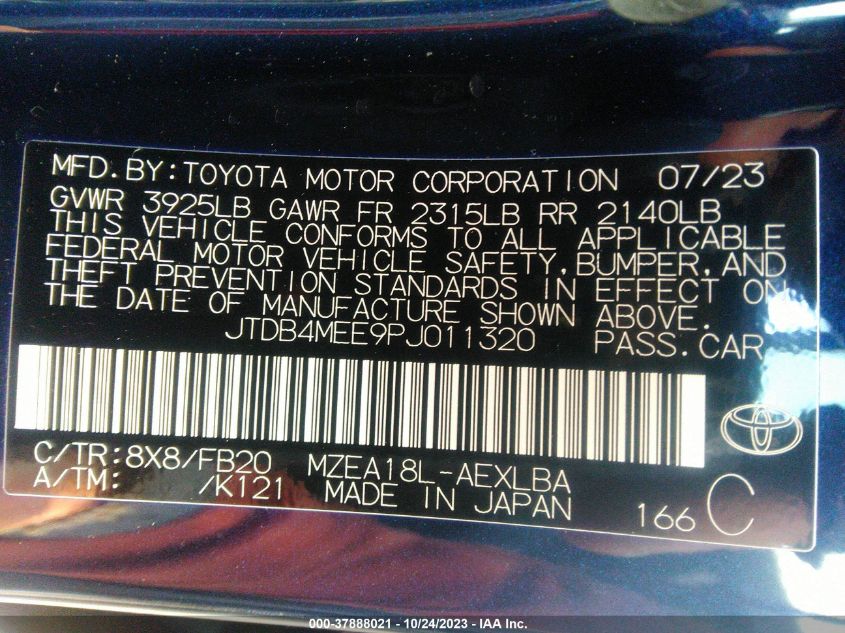 MFD.BY:TOYOTA MOTOR CORPORATION 07/23
GVWR 3925LB GAWR FR 2315LB RR 2140LB
THIS VEHICLE CONFORMS TO ALL APPLICABLE
FEDERAL MOTOR VEHICLE SAFETY,BUMPER,AND
THEFT PREVENTION STANDARDS IN EFFECT ON
THE DATE OF MANUFACTURE SHOWN ABOVE.
JTDB4MEE9PJ011320 PASS.CAR
C/TR:8X8/FB20 MZEA18L-AEXLBA
A/TM: /K121 MADE IN JAPAN 166 C
000-37888021 - 10/24/2023 - IAA Inc.